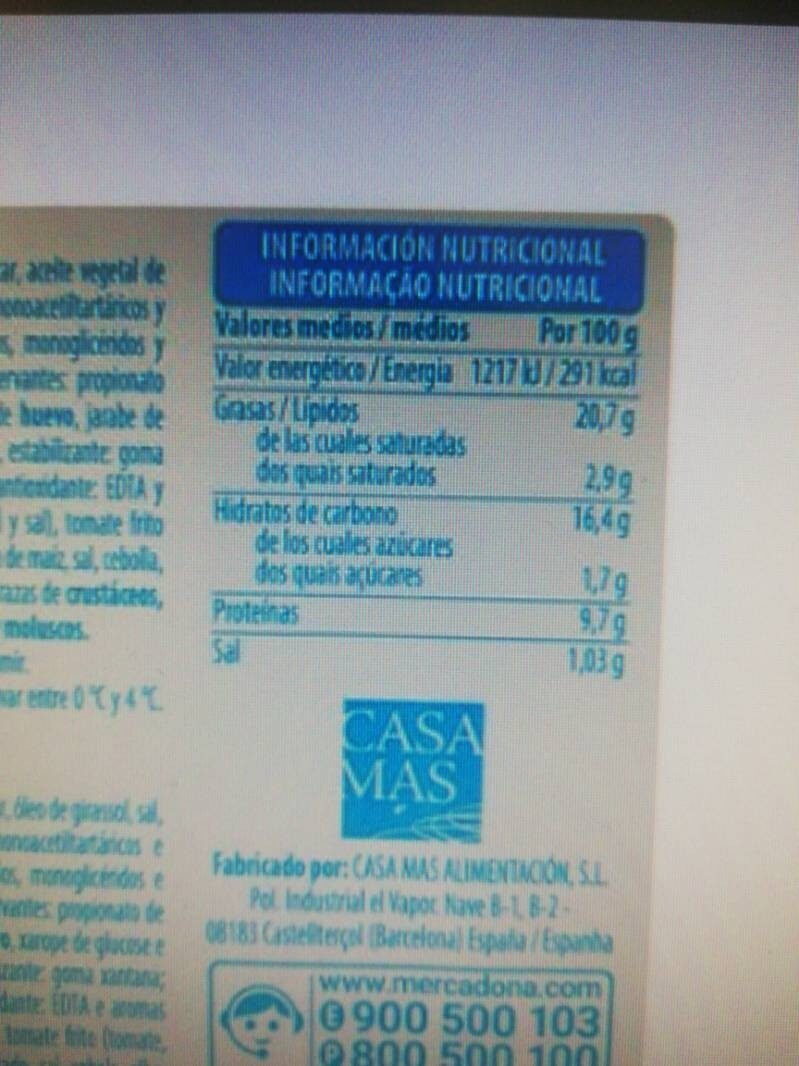 INFORMACIÓN NUTRICIONAL
INFORMAÇÃO NUTRICIONAL
Valores medios / médios Por 100 g
Valor energético / Energia 1217 kJ / 291 kcal
Grasas / Lípidos 20,7 g
de las cuales saturadas
dos quais saturados 2,9 g
Hidratos de carbono 16,4 g
de los cuales azúcares
dos quais açúcares 1,7 g
Proteínas 9,7 g
Sal 1,03 g
aceite vegetal de
y
monoglicéridos y
propionato
huevo, jarabe de
estabilizante: goma
EDTA y
y sal), tomate frito
de maíz, sal, cebolla,
de crustáceos,
moluscos.
entre 0 °C y 4 °C.
óleo de girassol, sal,
e
monoglicéridos e
propionato de
xarope de glucose e
goma xantana;
EDTA e aromas
tomate frito (tomate,
CASA
MAS
Fabricado por: CASA MAS ALIMENTACIÓN, S.L.
Pol. Industrial el Vapor. Nave B-1, B-2 -
08183 Castellterçol (Barcelona) España / Espanha
www.mercadona.com
E 900 500 103
P 800 500 100